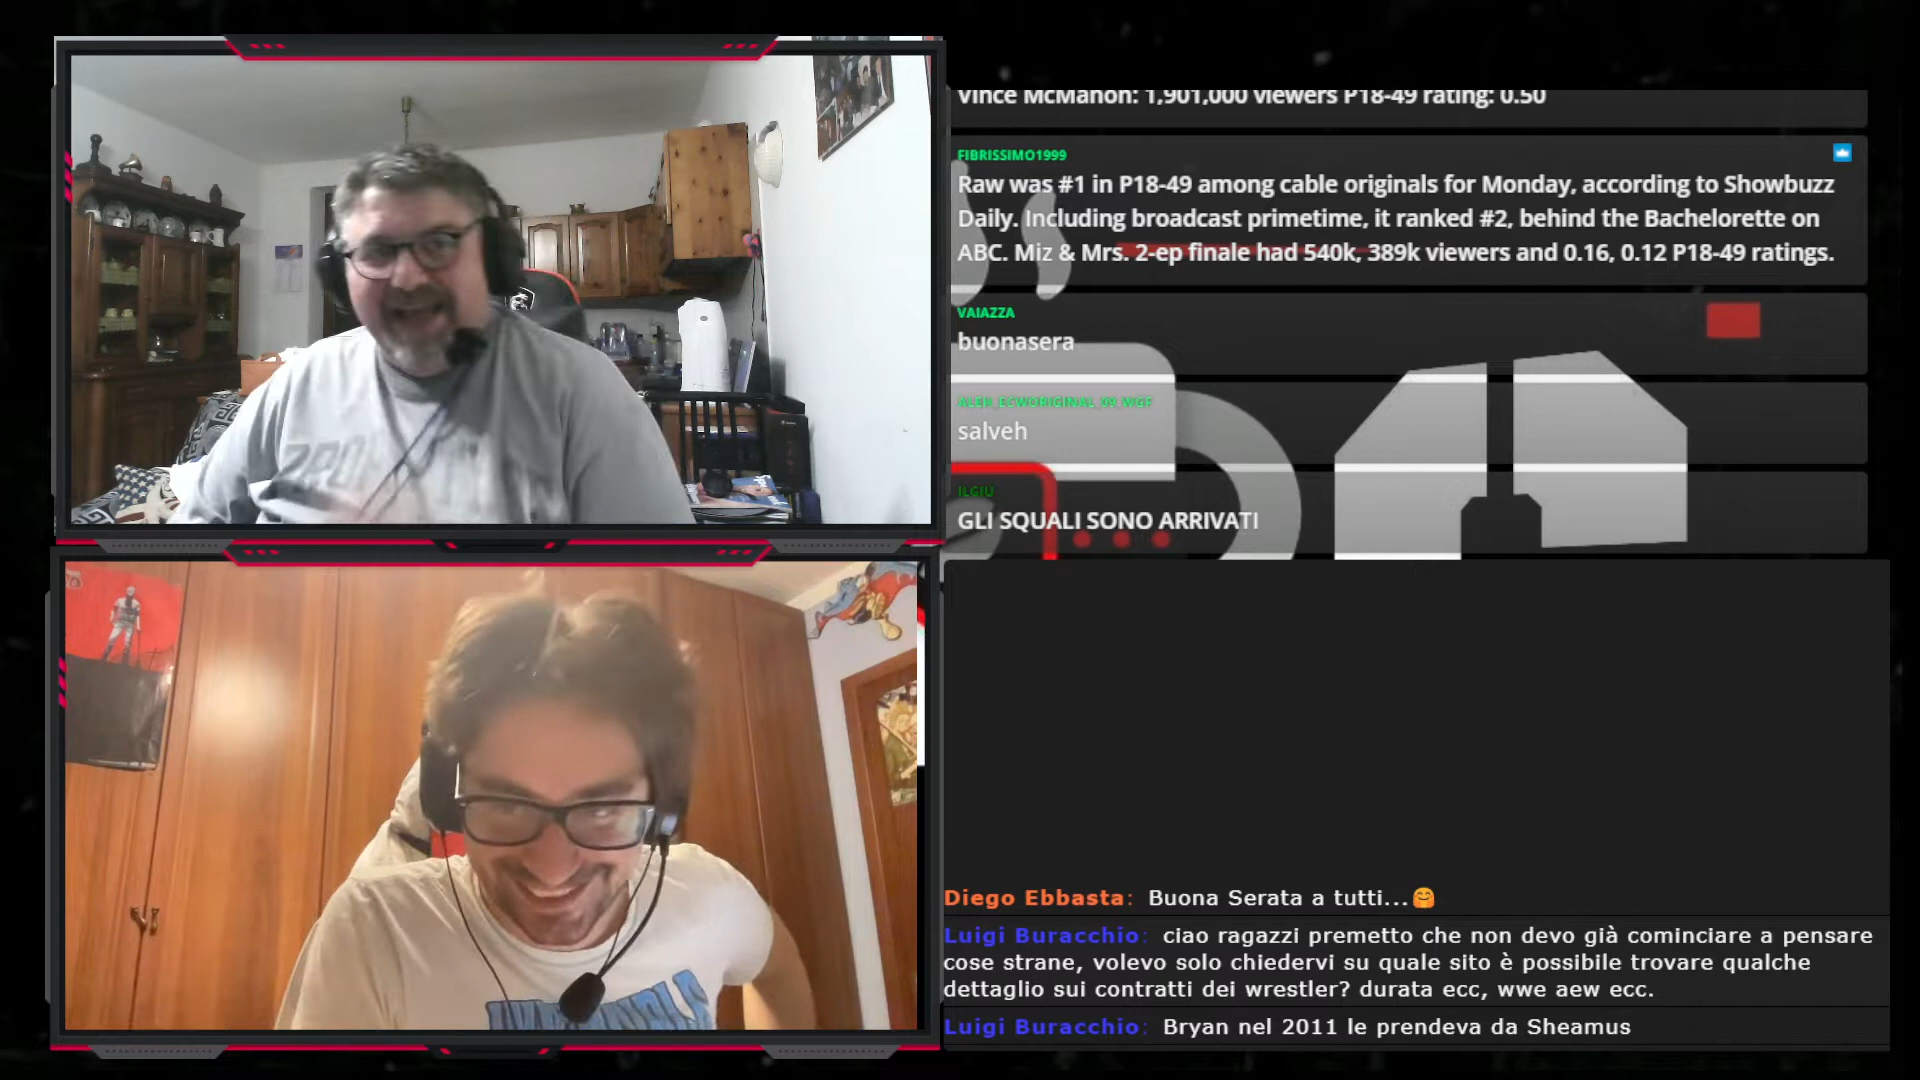 Vince McMahon: 1,901,000 viewers P18-49 rating: 0.50
FIBRISSIMO1999
Raw was #1 in P18-49 among cable originals for Monday, according to Showbuzz
Daily. Including broadcast primetime, it ranked #2, behind the Bachelorette on
ABC. Miz & Mrs. 2-ep finale had 540k, 389k viewers and 0.16, 0.12 P18-49 ratings.
VAIAZZA
buonasera
ALEH_ECWORIGINAL_99_WGF
salveh
ILGIU
GLI SQUALI SONO ARRIVATI
Diego Ebbasta: Buona Serata a tutti...🤗
Luigi Buracchio: ciao ragazzi premetto che non devo già cominciare a pensare
cose strane, volevo solo chiedervi su quale sito è possibile trovare qualche
dettaglio sui contratti dei wrestler? durata ecc, wwe aew ecc.
Luigi Buracchio: Bryan nel 2011 le prendeva da Sheamus